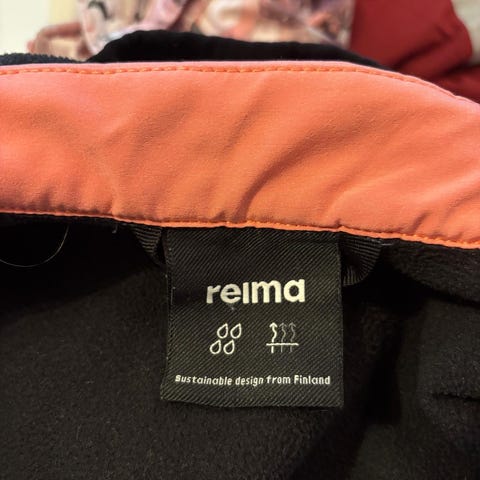 reima
Sustainable design from Finland